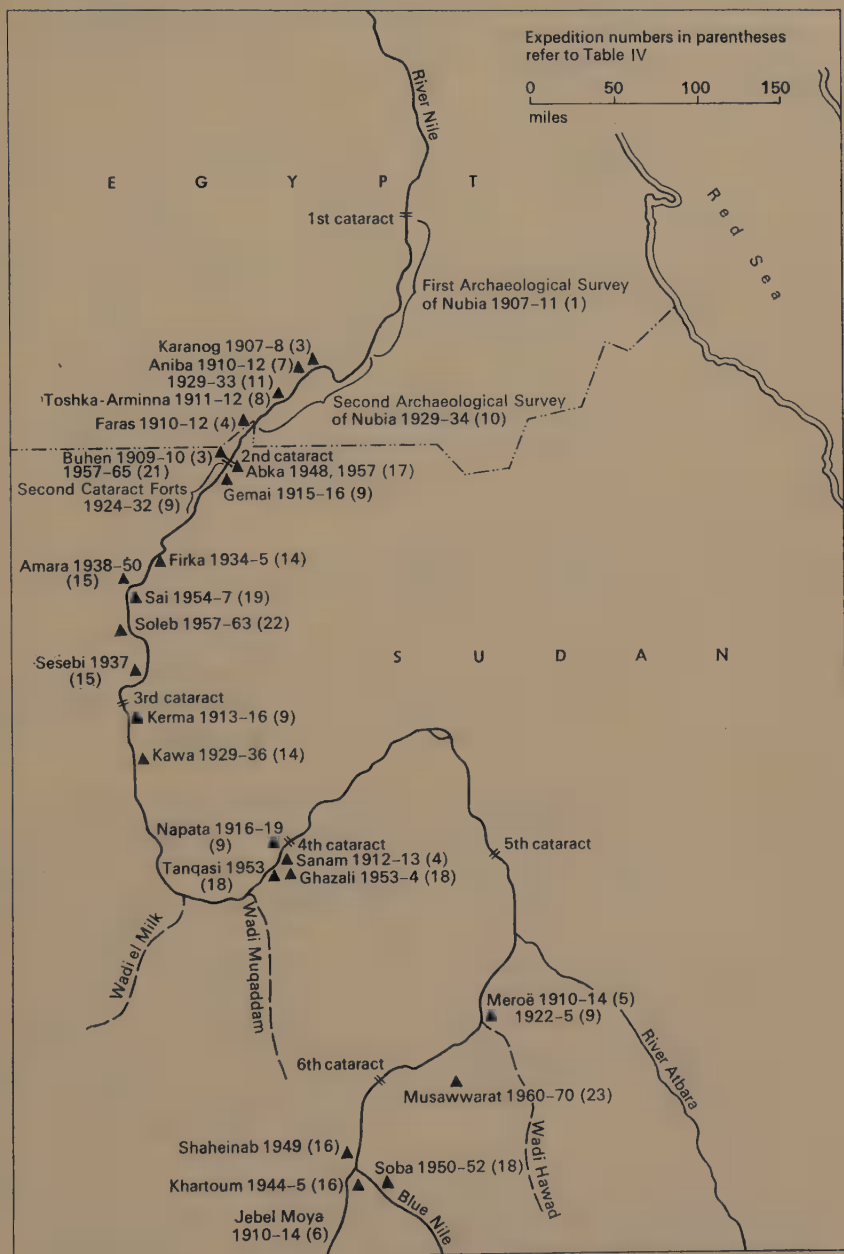 Expedition numbers in parentheses
refer to Table IV
0 50 100 150
miles
River Nile
E G Y P T
Red Sea
1st cataract
First Archaeological Survey
of Nubia 1907–11 (1)
Karanog 1907–8 (3)
Aniba 1910–12 (7)
1929–33 (11)
Toshka-Arminna 1911–12 (8)
Second Archaeological Survey
of Nubia 1929–34 (10)
Faras 1910–12 (4)
Buhen 1909–10 (3)
1957–65 (21)
2nd cataract
Abka 1948, 1957 (17)
Second Cataract Forts
1924–32 (9)
Gemai 1915–16 (9)
Amara 1938–50
(15)
Firka 1934–5 (14)
Sai 1954–7 (19)
Soleb 1957–63 (22)
Sesebi 1937
(15)
S U D A N
3rd cataract
Kerma 1913–16 (9)
Kawa 1929–36 (14)
Napata 1916–19
(9)
4th cataract
5th cataract
Sanam 1912–13 (4)
Tanqasi 1953
(18)
Ghazali 1953–4 (18)
Wadi el Milk
Wadi Muqaddam
Meroë 1910–14 (5)
1922–5 (9)
River Atbara
6th cataract
Musawwarat 1960–70 (23)
Wadi Hawad
Shaheinab 1949 (16)
Soba 1950–52 (18)
Khartoum 1944–5 (16)
Blue Nile
Jebel Moya
1910–14 (6)